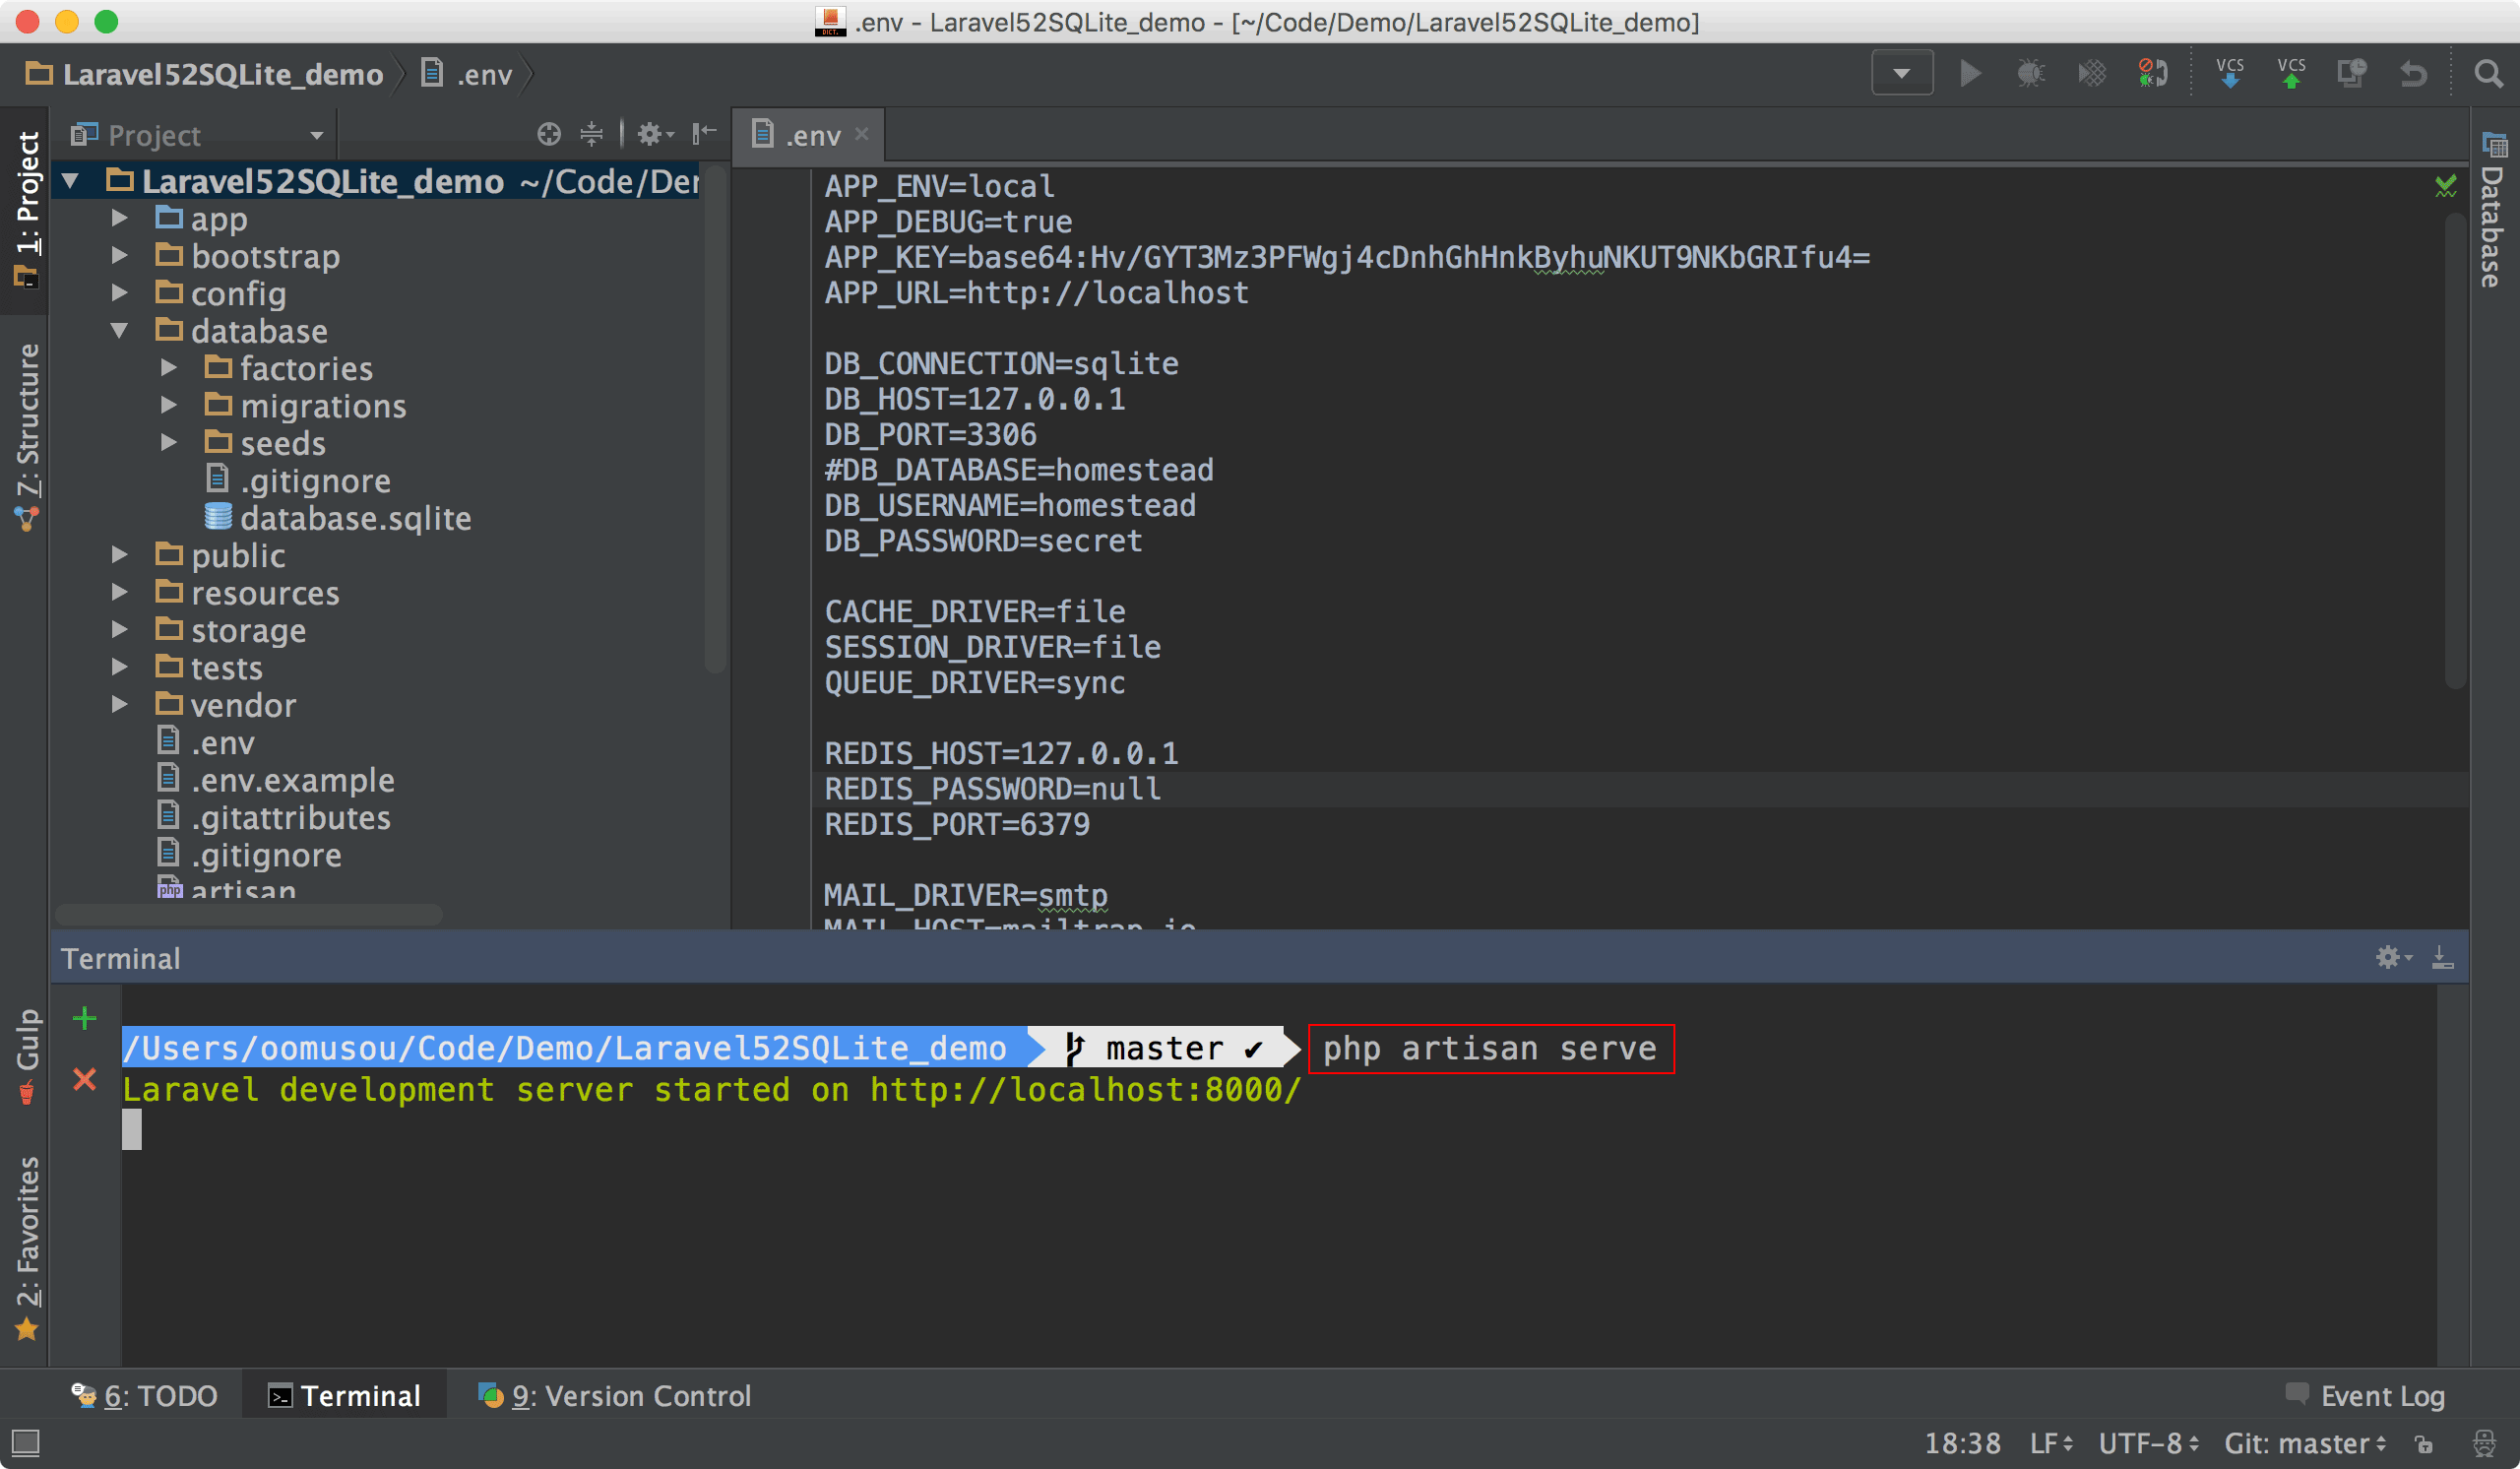 .env - Laravel52SQLite_demo - [~/Code/Demo/Laravel52SQLite_demo]
Laravel52SQLite_demo
.env
VCS
VCS
1: Project
Project
.env
Laravel52SQLite_demo ~/Code/Der
app
bootstrap
config
database
factories
migrations
seeds
.gitignore
database.sqlite
public
resources
storage
tests
vendor
.env
.env.example
.gitattributes
.gitignore
php artisan
APP_ENV=local
APP_DEBUG=true
APP_KEY=base64:Hv/GYT3Mz3PFWgj4cDnhGhHnkByhuNKUT9NKbGRIfu4=
APP_URL=http://localhost
DB_CONNECTION=sqlite
DB_HOST=127.0.0.1
DB_PORT=3306
#DB_DATABASE=homestead
DB_USERNAME=homestead
DB_PASSWORD=secret
CACHE_DRIVER=file
SESSION_DRIVER=file
QUEUE_DRIVER=sync
REDIS_HOST=127.0.0.1
REDIS_PASSWORD=null
REDIS_PORT=6379
MAIL_DRIVER=smtp
MAIL_HOST=mailtrap.io
Database
7: Structure
Gulp
2: Favorites
Terminal
/Users/oomusou/Code/Demo/Laravel52SQLite_demo master ✔ php artisan serve
Laravel development server started on http://localhost:8000/
6: TODO
Terminal
9: Version Control
Event Log
18:38 LF UTF-8 Git: master